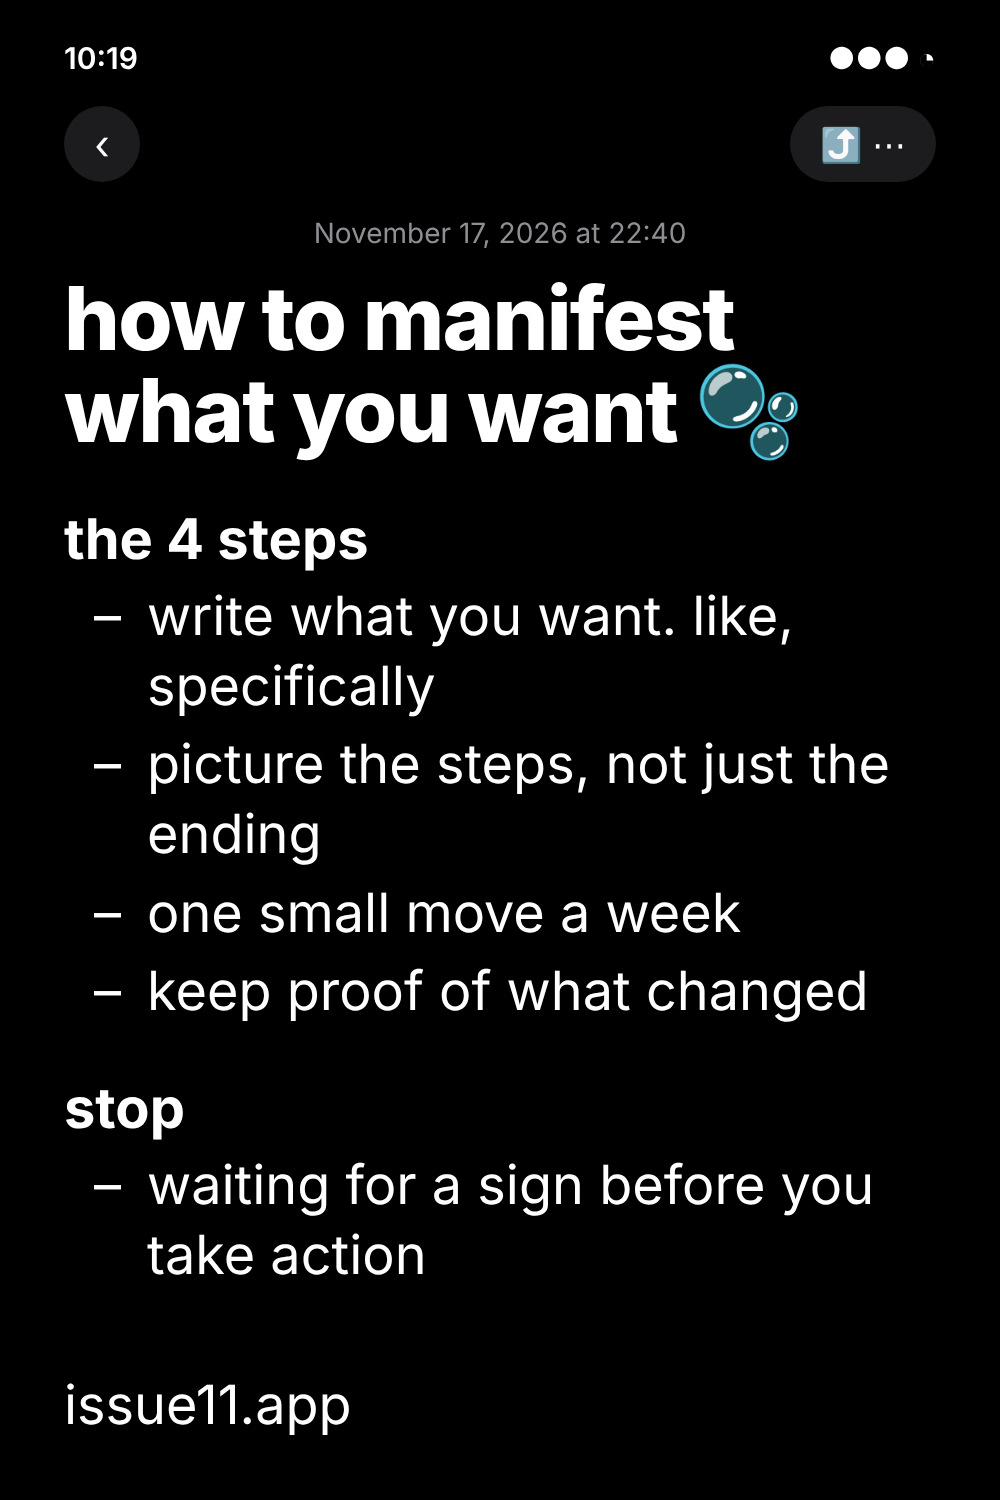 10:19
November 17, 2026 at 22:40
how to manifest
what you want 🫧
the 4 steps
– write what you want. like,
specifically
– picture the steps, not just the
ending
– one small move a week
– keep proof of what changed
stop
– waiting for a sign before you
take action
issue11.app